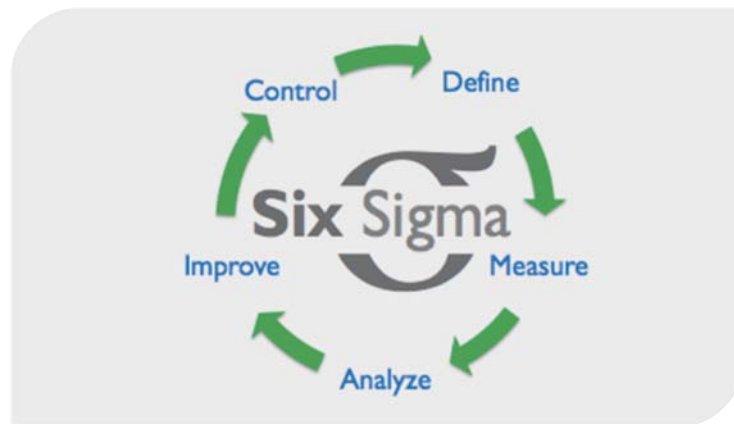 Control
Define
Six Sigma
Improve
Measure
Analyze